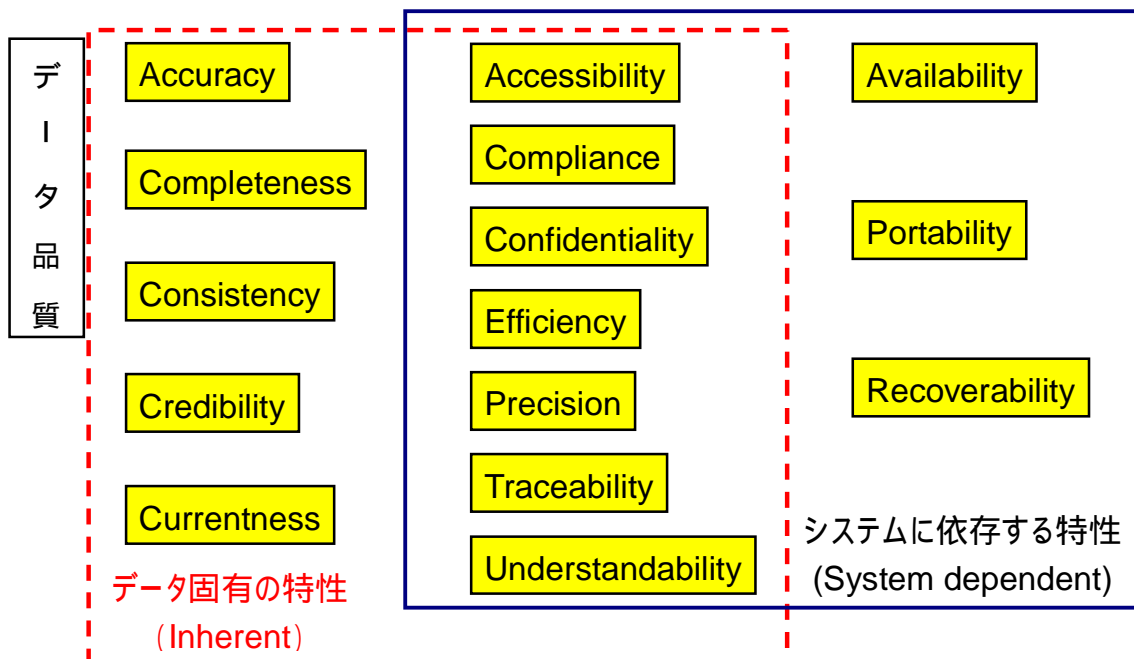 データ品質
Accuracy
Completeness
Consistency
Credibility
Currentness
データ固有の特性
(Inherent)
Accessibility
Compliance
Confidentiality
Efficiency
Precision
Traceability
Understandability
Availability
Portability
Recoverability
システムに依存する特性
(System dependent)